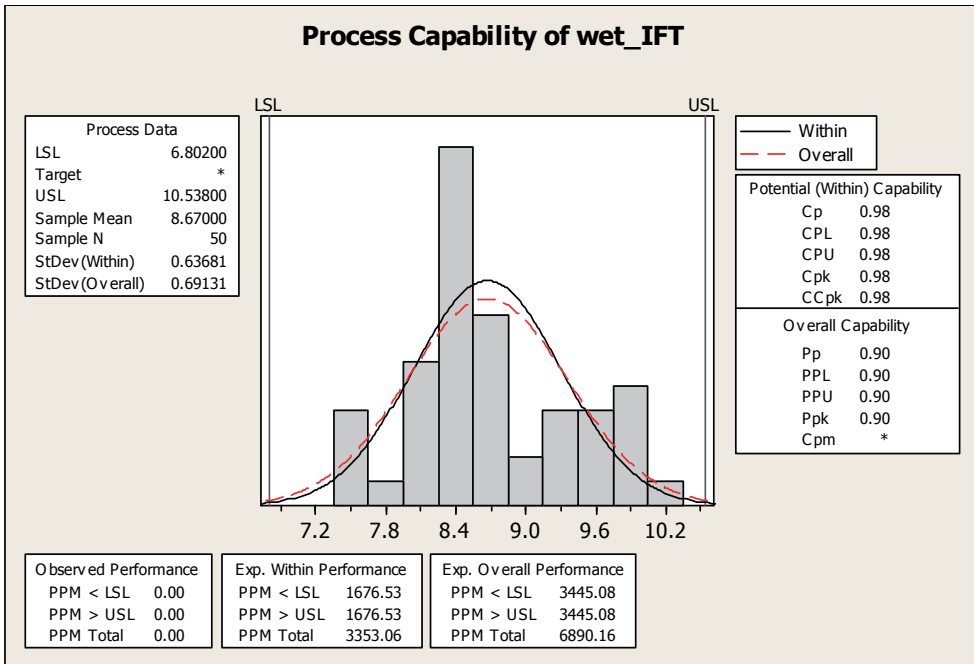 Process Capability of wet_IFT
LSL
USL
Process Data
LSL 6.80200
Target *
USL 10.53800
Sample Mean 8.67000
Sample N 50
StDev(Within) 0.63681
StDev(Overall) 0.69131
Within
Overall
Potential (Within) Capability
Cp 0.98
CPL 0.98
CPU 0.98
Cpk 0.98
CCpk 0.98
Overall Capability
Pp 0.90
PPL 0.90
PPU 0.90
Ppk 0.90
Cpm *
7.2 7.8 8.4 9.0 9.6 10.2
Observed Performance
PPM < LSL 0.00
PPM > USL 0.00
PPM Total 0.00
Exp. Within Performance
PPM < LSL 1676.53
PPM > USL 1676.53
PPM Total 3353.06
Exp. Overall Performance
PPM < LSL 3445.08
PPM > USL 3445.08
PPM Total 6890.16